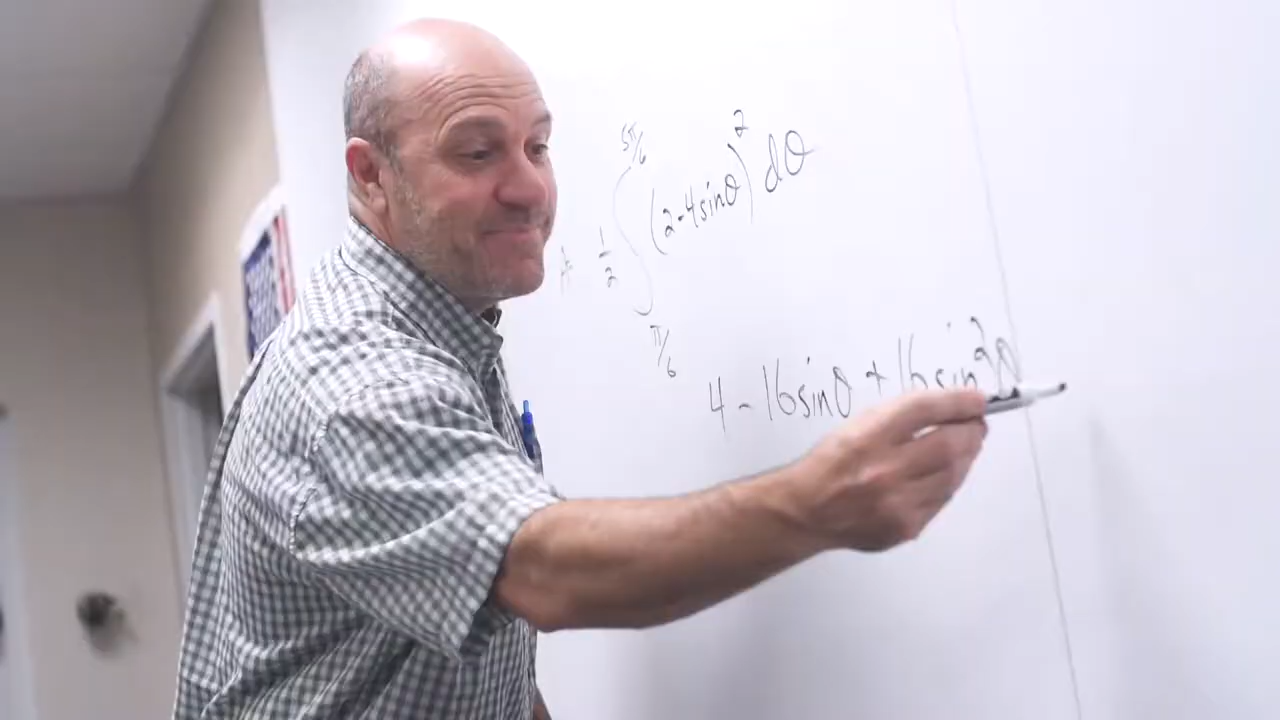 A = 1/2 ∫_{π/6}^{5π/6} (2-4sinθ)² dθ
4 - 16sinθ + 16sin²θ